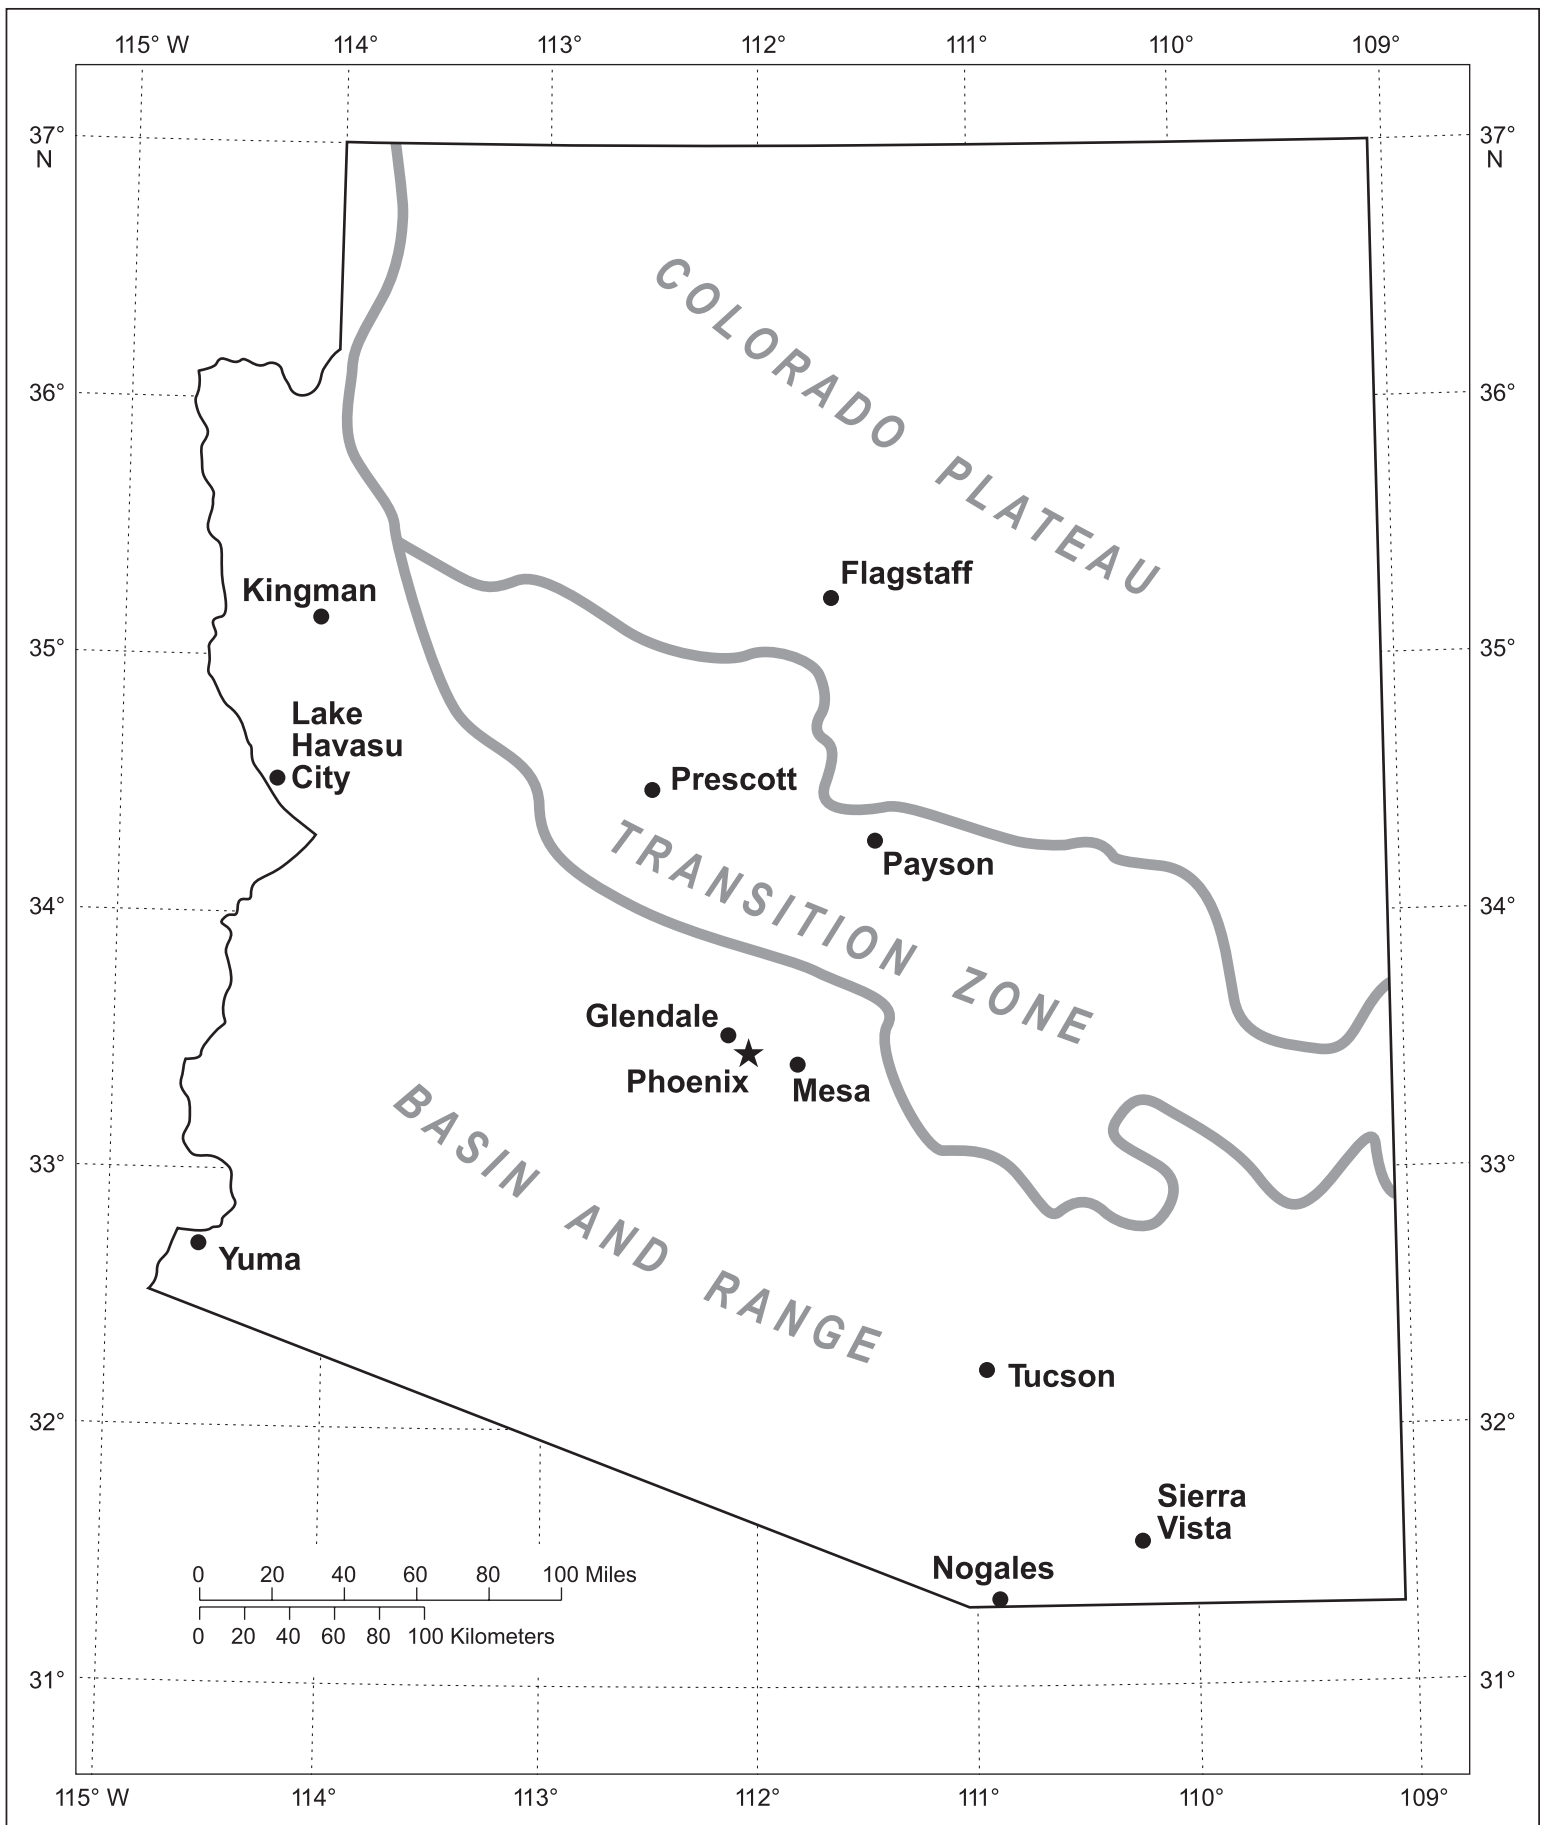 115° W 114° 113° 112° 111° 110° 109°
37° 37°
N N
COLORADO PLATEAU
36° 36°
Flagstaff
Kingman
35° 35°
Lake
Havasu
City
Prescott
TRANSITION ZONE
Payson
34° 34°
Glendale
Phoenix
Mesa
BASIN AND RANGE
33° 33°
Yuma
Tucson
32° 32°
Sierra
Vista
Nogales
0 20 40 60 80 100 Miles
0 20 40 60 80 100 Kilometers
31° 31°
115° W 114° 113° 112° 111° 110° 109°